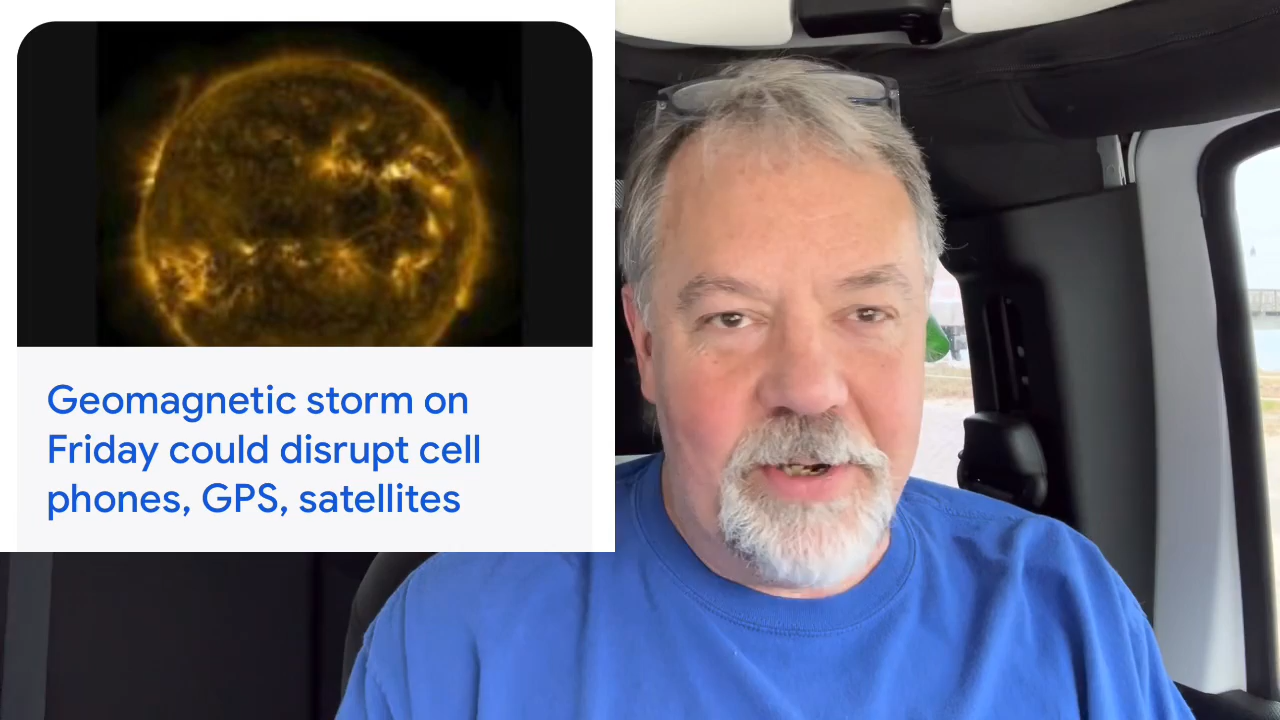 Geomagnetic storm on
Friday could disrupt cell
phones, GPS, satellites